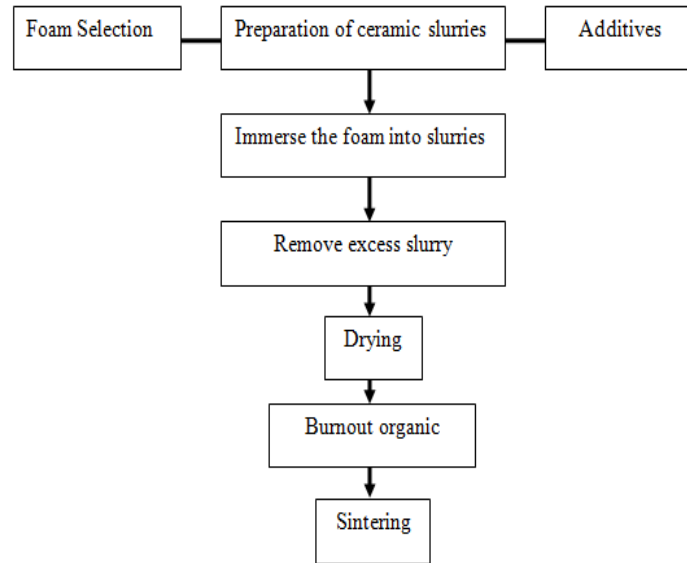 Foam Selection
Preparation of ceramic slurries
Additives
Immerse the foam into slurries
Remove excess slurry
Drying
Burnout organic
Sintering